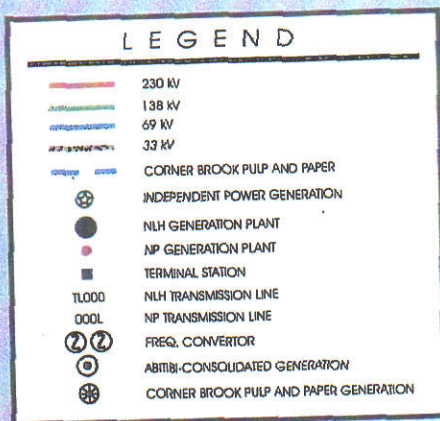 LEGEND
230 kV
138 kV
69 kV
33 kV
CORNER BROOK PULP AND PAPER
INDEPENDENT POWER GENERATION
NLH GENERATION PLANT
NP GENERATION PLANT
TERMINAL STATION
TL000 NLH TRANSMISSION LINE
000L NP TRANSMISSION LINE
FREQ. CONVERTOR
ABITIBI-CONSOLIDATED GENERATION
CORNER BROOK PULP AND PAPER GENERATION